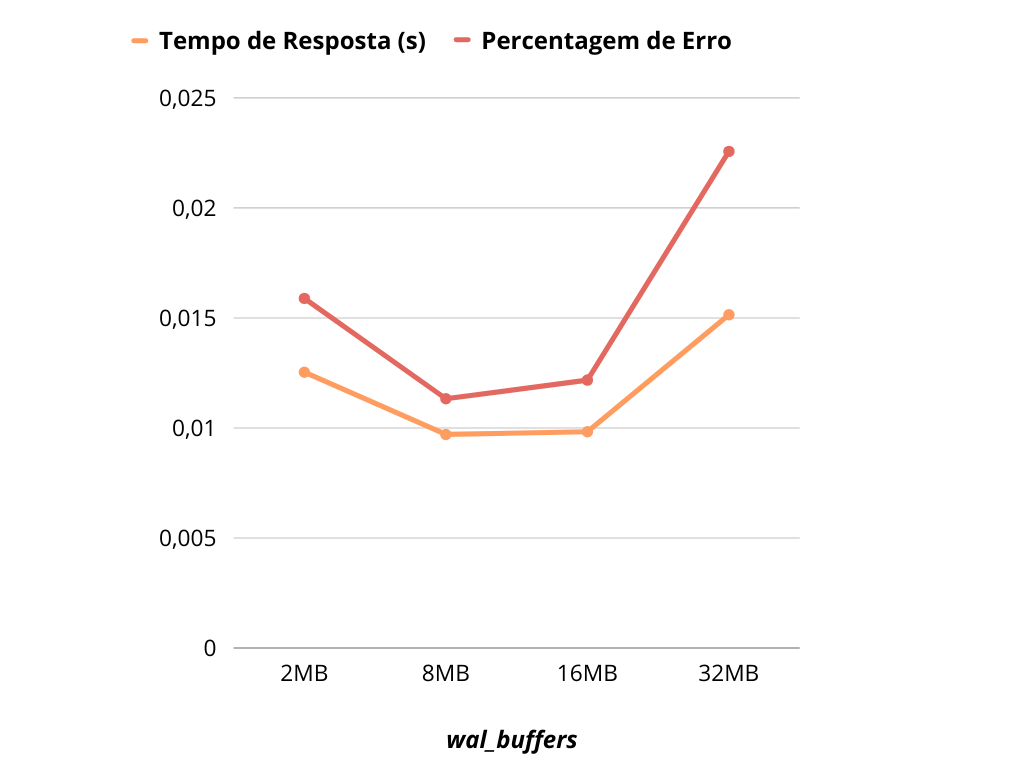 Tempo de Resposta (s) Percentagem de Erro
0,025
0,02
0,015
0,01
0,005
0
2MB 8MB 16MB 32MB
wal_buffers